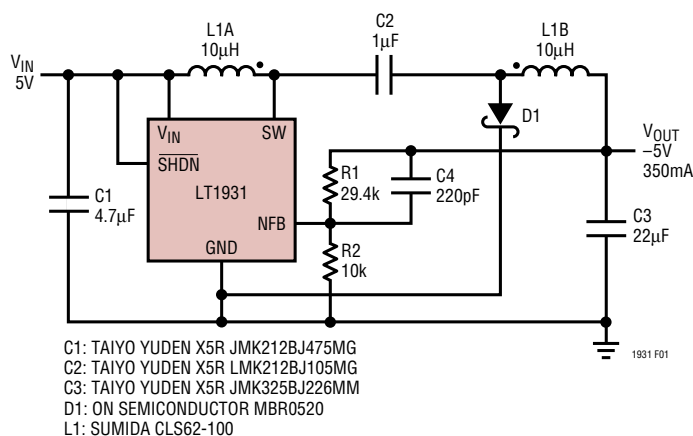 L1A
10µH
C2
1µF
L1B
10µH
VIN
5V
D1
VIN
SW
SHDN
LT1931
NFB
GND
C1
4.7µF
R1
29.4k
C4
220pF
VOUT
–5V
350mA
R2
10k
C3
22µF
1931 F01
C1: TAIYO YUDEN X5R JMK212BJ475MG
C2: TAIYO YUDEN X5R LMK212BJ105MG
C3: TAIYO YUDEN X5R JMK325BJ226MM
D1: ON SEMICONDUCTOR MBR0520
L1: SUMIDA CLS62-100